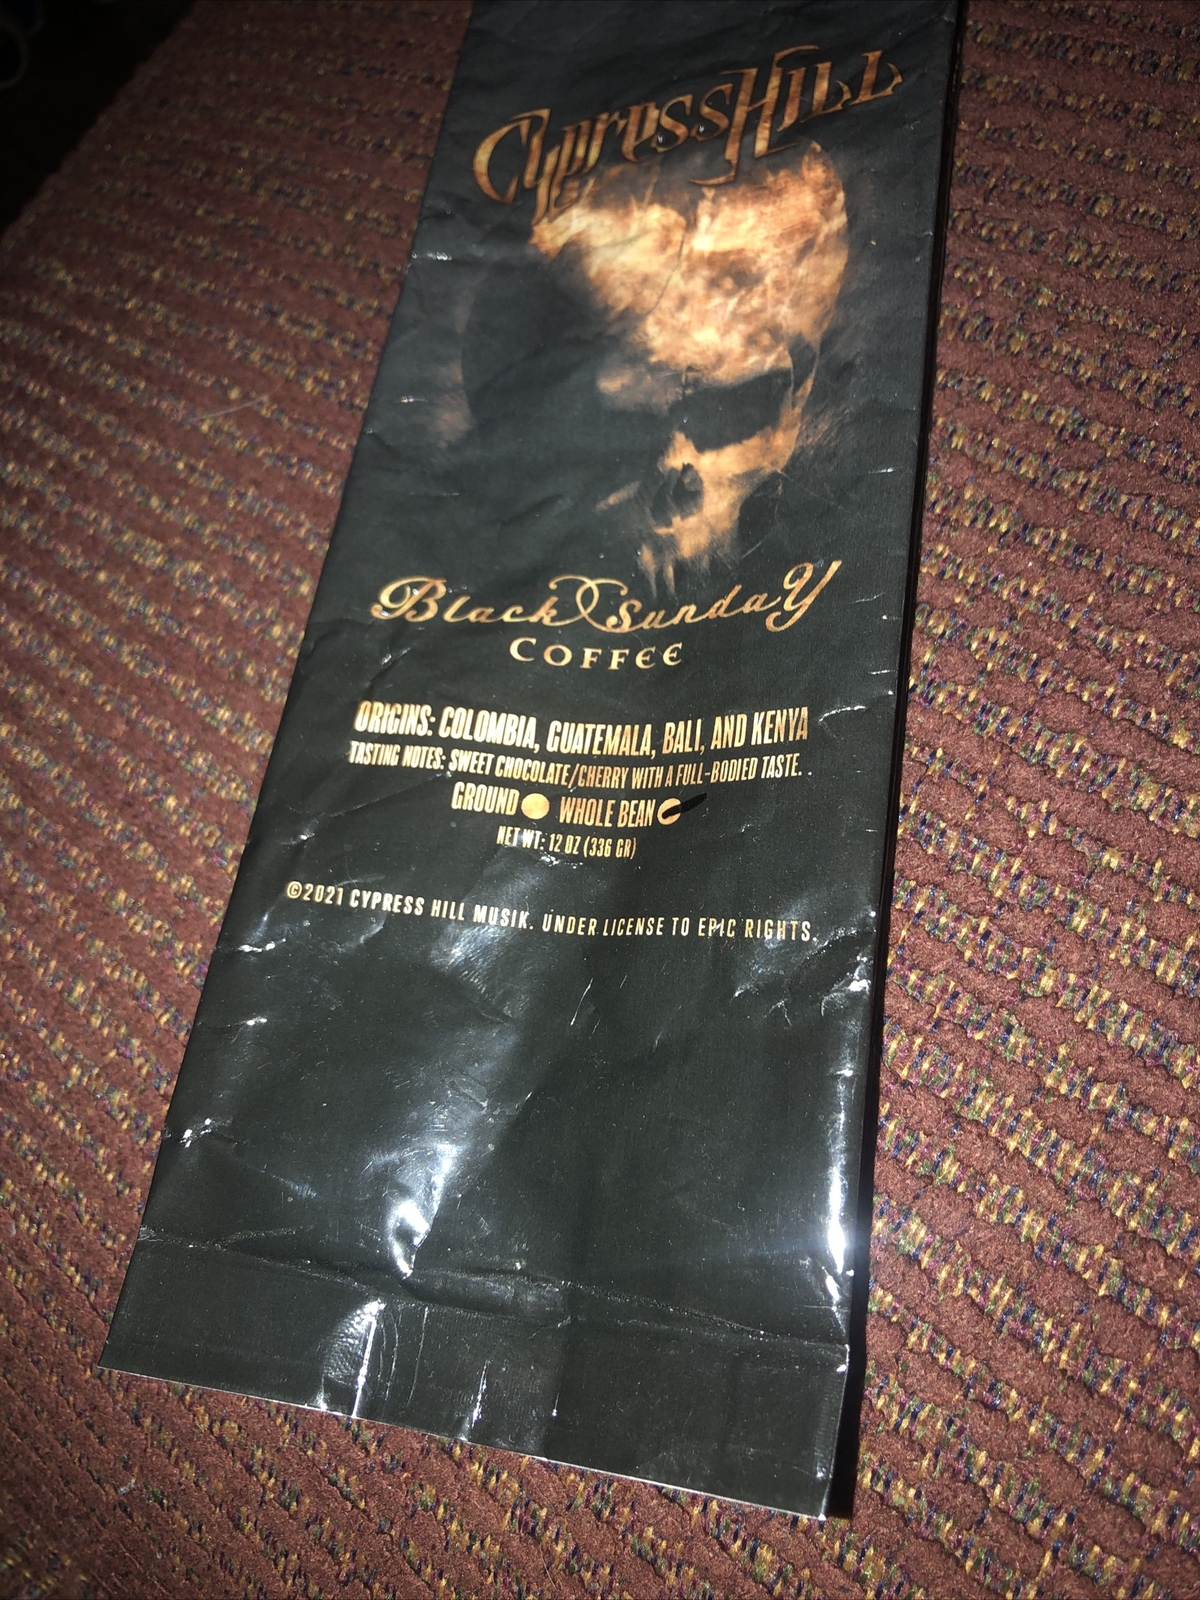 Cypress Hill
Black Sunday
COFFEE
ORIGINS: COLOMBIA, GUATEMALA, BALI, AND KENYA
TASTING NOTES: SWEET CHOCOLATE/CHERRY WITH A FULL-BODIED TASTE. .
GROUND WHOLE BEAN
NET WT: 12 OZ (336 GR)
©2021 CYPRESS HILL MUSIK. UNDER LICENSE TO EPIC RIGHTS.